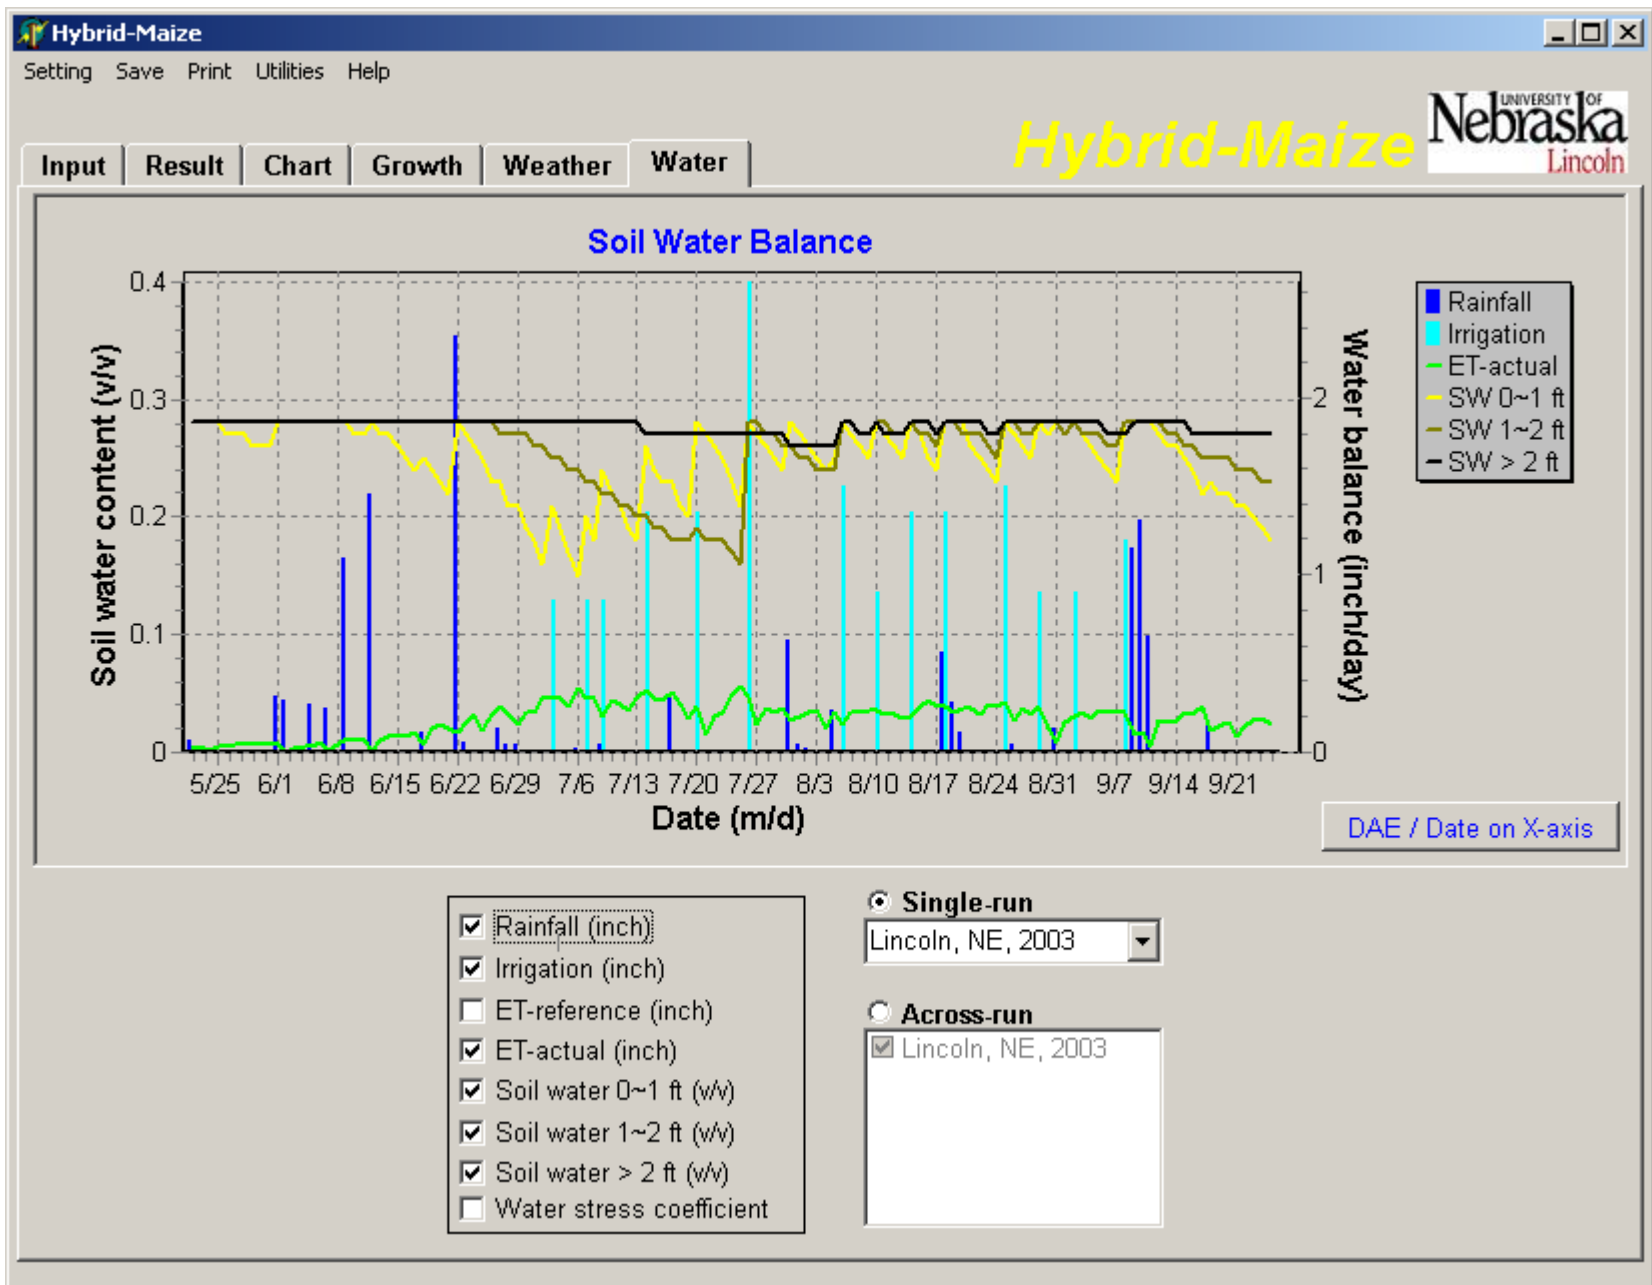 Hybrid-Maize
Setting Save Print Utilities Help
Hybrid-Maize
UNIVERSITY OF
Nebraska
Lincoln
Input Result Chart Growth Weather Water
Soil Water Balance
Soil water content (v/v)
0.4
0.3
0.2
0.1
0
Water balance (inch/day)
2
1
0
5/25 6/1 6/8 6/15 6/22 6/29 7/6 7/13 7/20 7/27 8/3 8/10 8/17 8/24 8/31 9/7 9/14 9/21
Date (m/d)
Rainfall
Irrigation
ET-actual
SW 0~1 ft
SW 1~2 ft
SW > 2 ft
DAE / Date on X-axis
Rainfall (inch)
Irrigation (inch)
ET-reference (inch)
ET-actual (inch)
Soil water 0~1 ft (v/v)
Soil water 1~2 ft (v/v)
Soil water > 2 ft (v/v)
Water stress coefficient
Single-run
Lincoln, NE, 2003
Across-run
Lincoln, NE, 2003